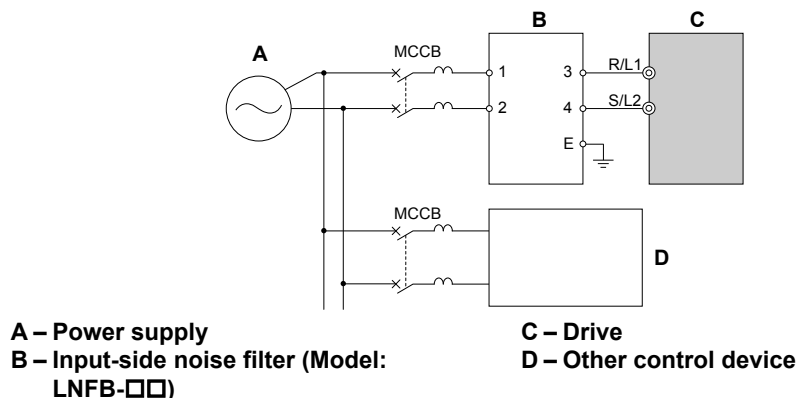 A
B
C
MCCB
1
2
3
4
E
R/L1
S/L2
MCCB
D
A – Power supply
B – Input-side noise filter (Model:
LNFB-□□)
C – Drive
D – Other control device